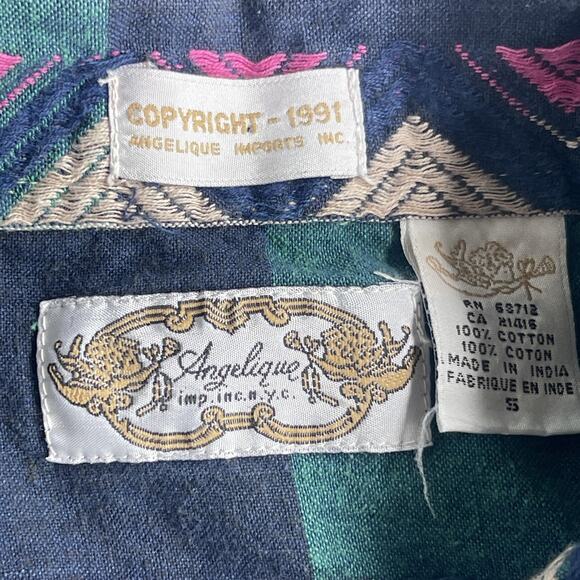 COPYRIGHT - 1991
ANGELIQUE IMPORTS INC.
Angelique
imp.inc.n.y.c.
RN 68712
CA 21416
100% COTTON
100% COTON
MADE IN INDIA
FABRIQUE EN INDE
S